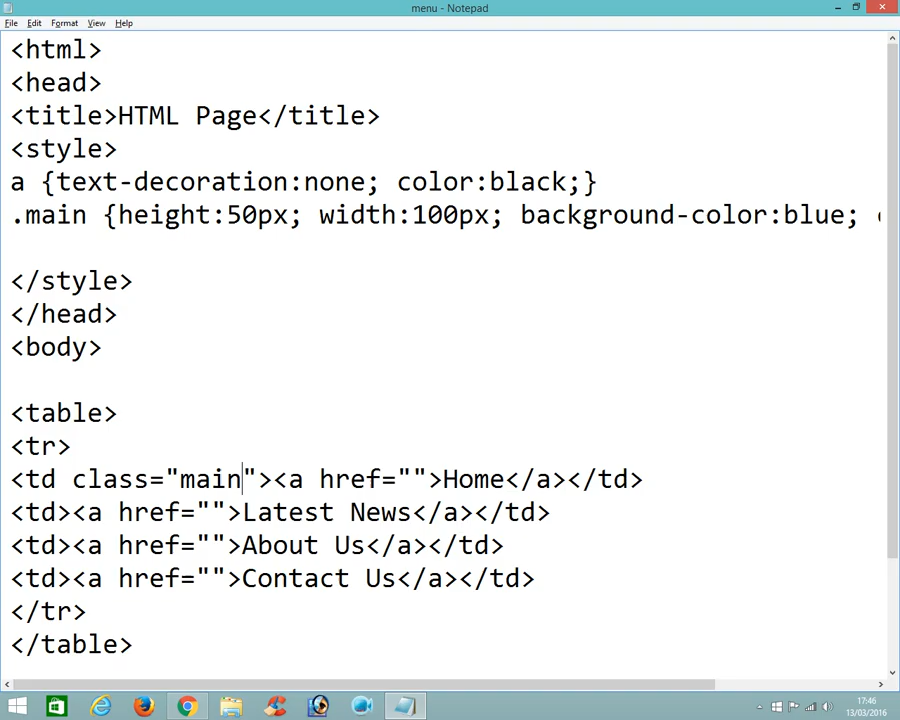 menu - Notepad
File Edit Format View Help
<html>
<head>
<title>HTML Page</title>
<style>
a {text-decoration:none; color:black;}
.main {height:50px; width:100px; background-color:blue;
</style>
</head>
<body>
<table>
<tr>
<td class="main"><a href="">Home</a></td>
<td><a href="">Latest News</a></td>
<td><a href="">About Us</a></td>
<td><a href="">Contact Us</a></td>
</tr>
</table>
17:46
13/03/2016